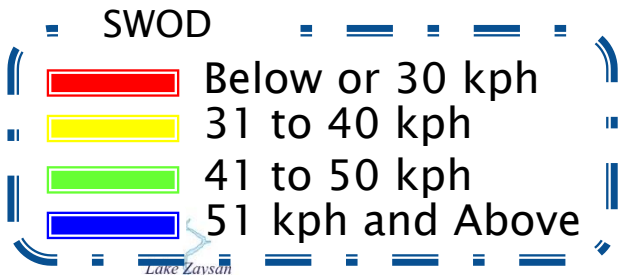 SWOD
Below or 30 kph
31 to 40 kph
41 to 50 kph
51 kph and Above
Lake Zaysan